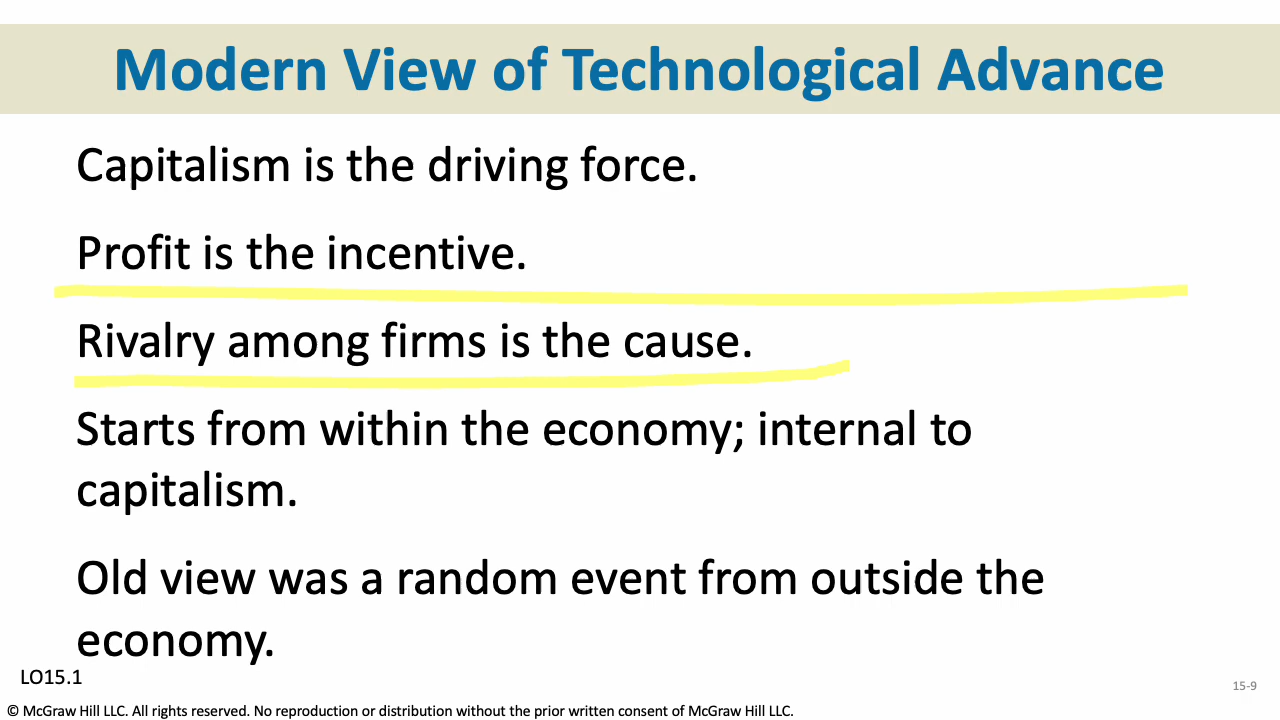 Modern View of Technological Advance
Capitalism is the driving force.
Profit is the incentive.
Rivalry among firms is the cause.
Starts from within the economy; internal to
capitalism.
Old view was a random event from outside the
economy.
LO15.1
15-9
© McGraw Hill LLC. All rights reserved. No reproduction or distribution without the prior written consent of McGraw Hill LLC.